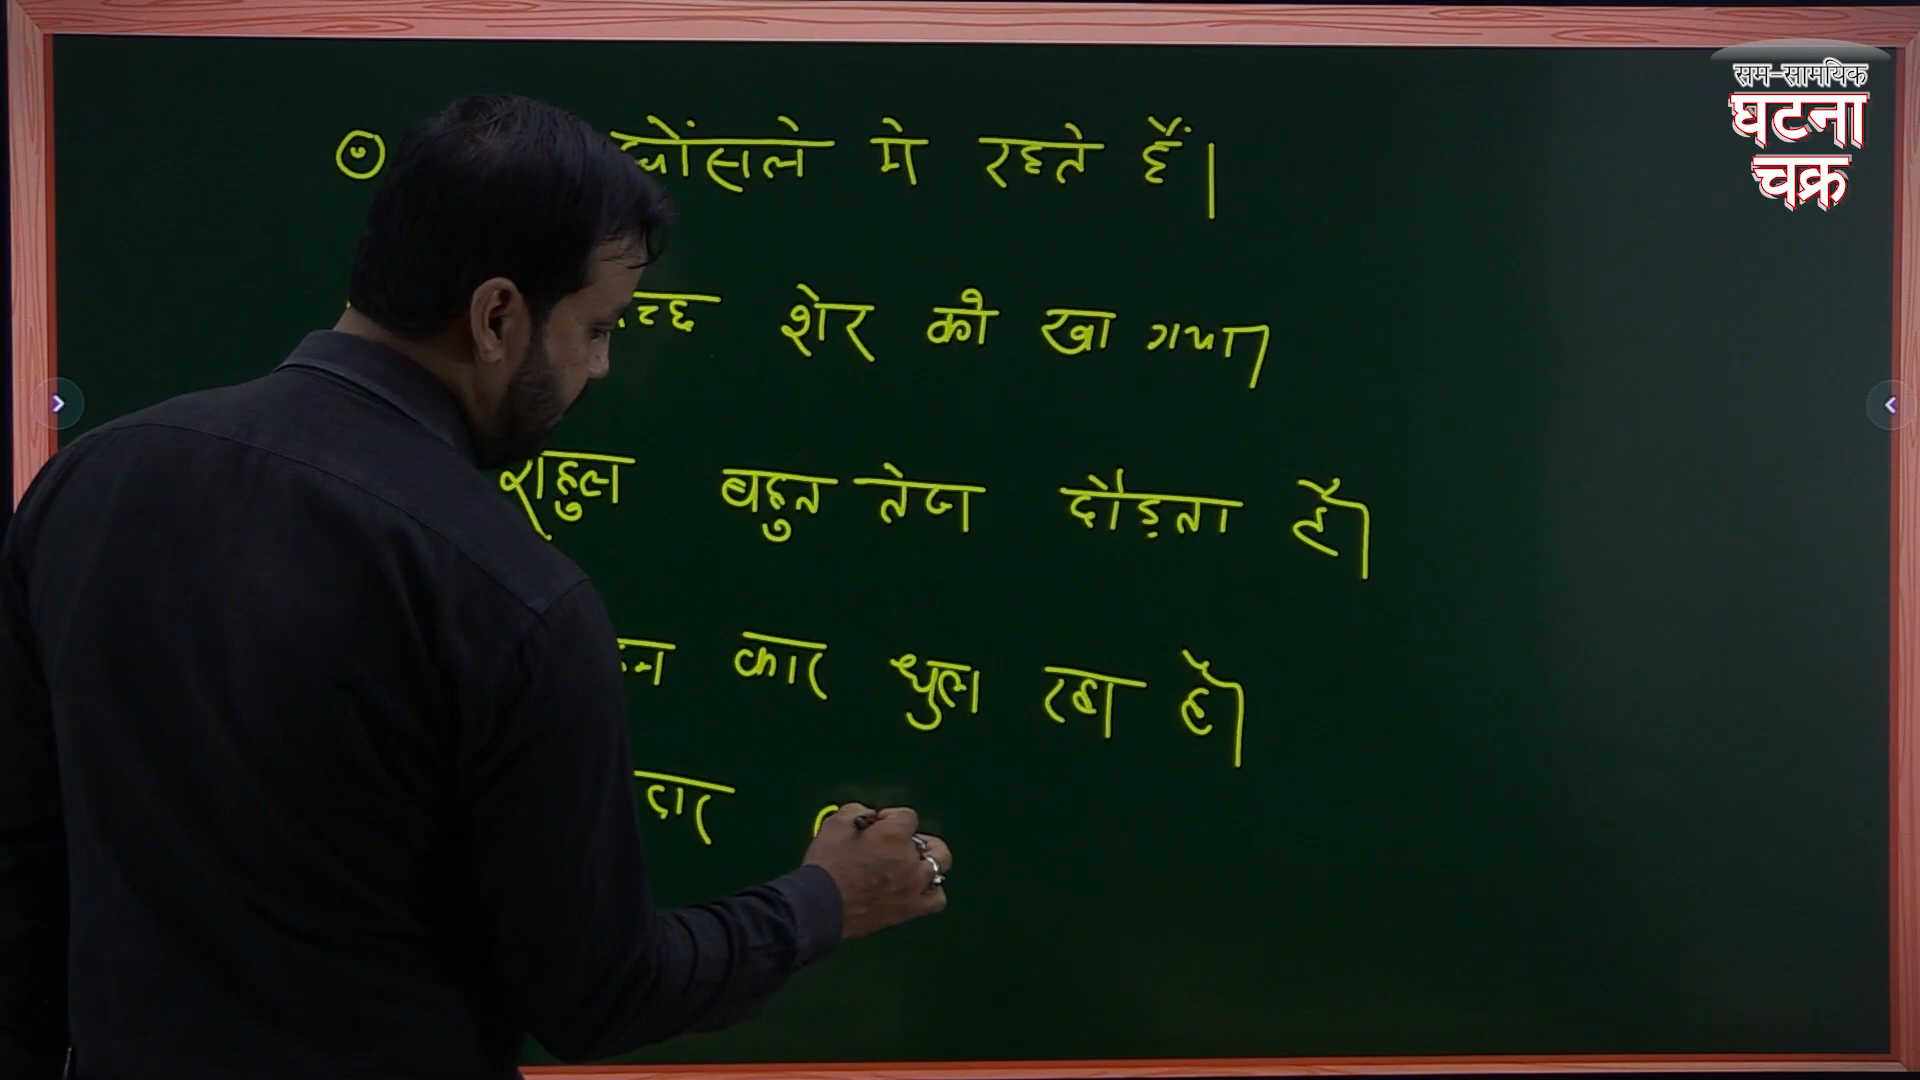 घोंसले मे रहते हैं।
शेर को खा गया।
राहुल बहुत तेज दौड़ता है।
कार धुल रहा है।
सम-सामयिक
घटना
चक्र